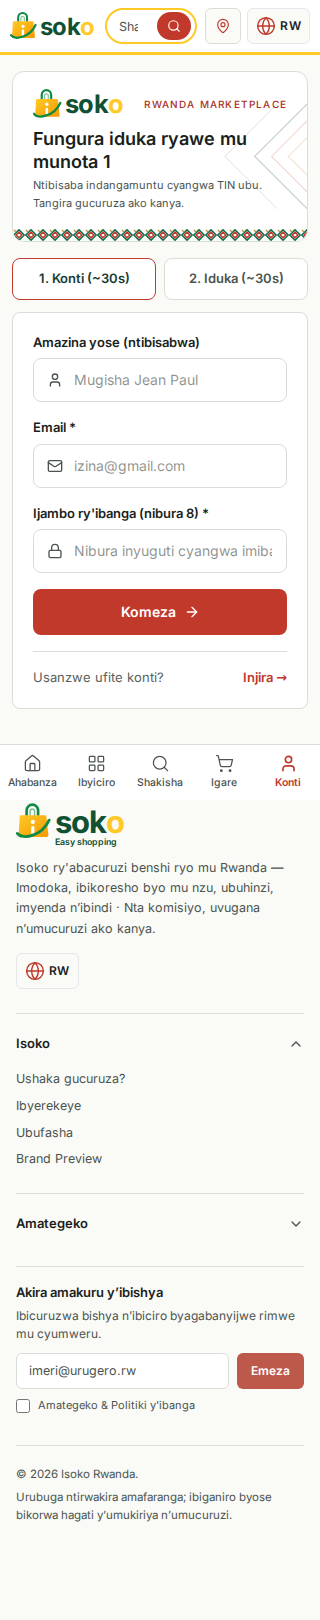 soko
Sha
RW
soko
RWANDA MARKETPLACE
Fungura iduka ryawe mu
munota 1
Ntibisaba indangamuntu cyangwa TIN ubu.
Tangira gucuruza ako kanya.
1. Konti (~30s)
2. Iduka (~30s)
Amazina yose (ntibisabwa)
Mugisha Jean Paul
Email *
izina@gmail.com
Ijambo ry'ibanga (nibura 8) *
Nibura inyuguti cyangwa imiba
Komeza →
Usanzwe ufite konti?
Injira →
Ahabanza
Ibyiciro
Shakisha
Igare
Konti
soko
Easy shopping
Isoko ry'abacuruzi benshi ryo mu Rwanda —
Imodoka, ibikoresho byo mu nzu, ubuhinzi,
imyenda n’ibindi · Nta komisiyo, uvugana
n’umucuruzi ako kanya.
RW
Isoko
Ushaka gucuruza?
Ibyerekeye
Ubufasha
Brand Preview
Amategeko
Akira amakuru y’ibishya
Ibicuruzwa bishya n’ibiciro byagabanyijwe rimwe
mu cyumweru.
imeri@urugero.rw
Emeza
Amategeko & Politiki y'ibanga
© 2026 Isoko Rwanda.
Urubuga ntirwakira amafaranga; ibiganiro byose
bikorwa hagati y’umukiriya n’umucuruzi.